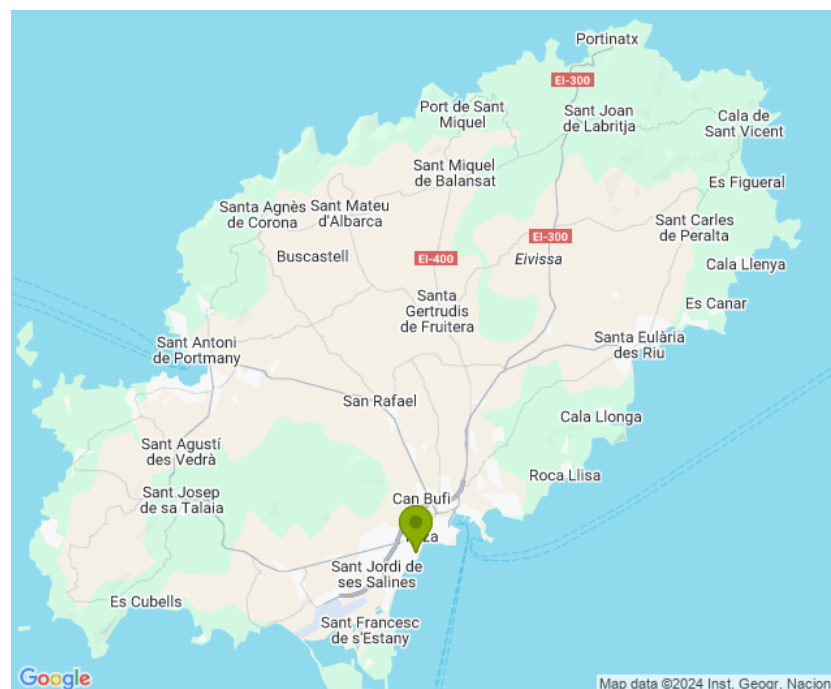 Portinatx
EI-300
Port de Sant
Miquel
Sant Joan
de Labritja
Cala de
Sant Vicent
Sant Miquel
de Balansat
Es Figueral
Santa Agnès
de Corona
Sant Mateu
d'Albarca
Sant Carles
de Peralta
EI-300
Buscastell
EI-400
Eivissa
Cala Llenya
Santa
Gertrudis
de Fruitera
Es Canar
Sant Antoni
de Portmany
Santa Eulària
des Riu
San Rafael
Cala Llonga
Sant Agustí
des Vedrà
Roca Llisa
Sant Josep
de sa Talaia
Can Bufí
Sant Jordi de
ses Salines
Es Cubells
Sant Francesc
de s'Estany
Google
Map data ©2024 Inst. Geogr. Nacion